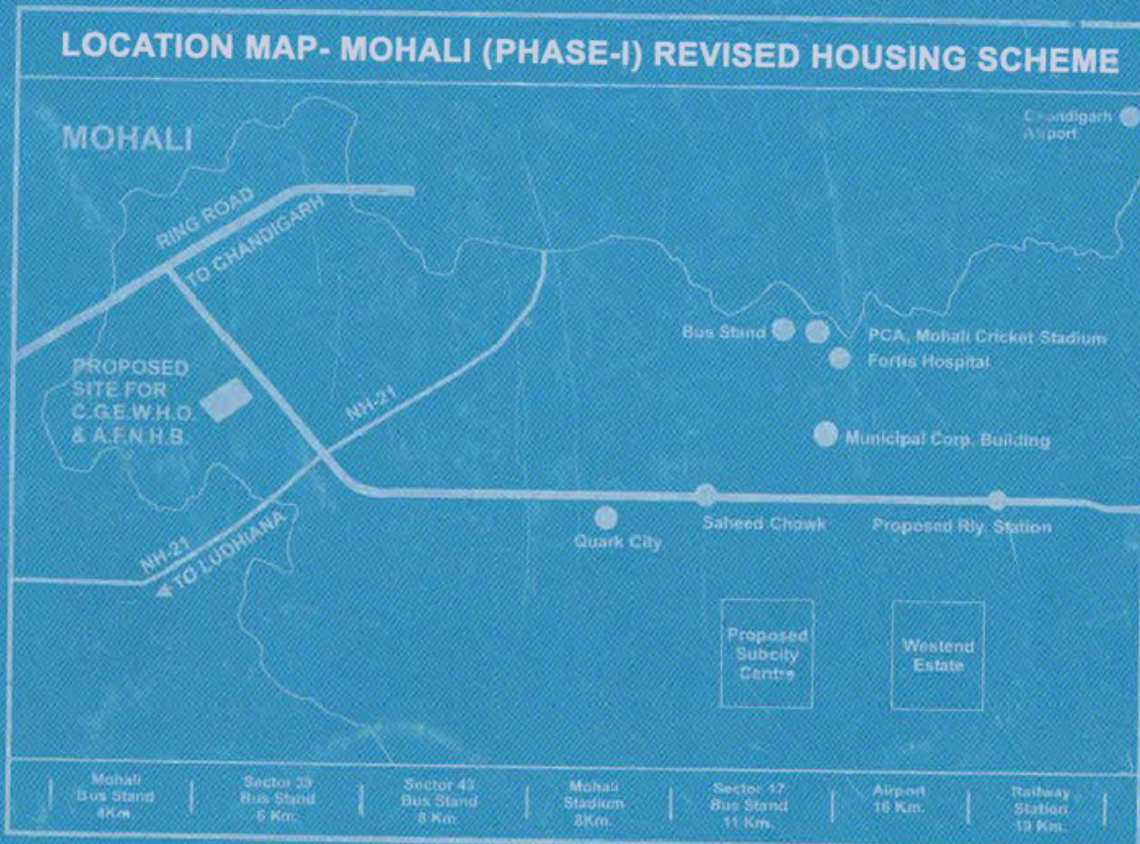 LOCATION MAP- MOHALI (PHASE-I) REVISED HOUSING SCHEME
MOHALI
Chandigarh
Airport
RING ROAD
TO CHANDIGARH
Bus Stand
PCA, Mohali Cricket Stadium
Fortis Hospital
PROPOSED
SITE FOR
C.G.E.W.H.O.
& A.F.N.H.B.
NH-21
Municipal Corp. Building
Saheed Chowk
Proposed Rly. Station
Quark City
NH-21
TO LUDHIANA
Proposed
Subcity
Centre
Westend
Estate
Mohali
Bus Stand
4Km
Sector 39
Bus Stand
6 Km.
Sector 43
Bus Stand
8 Km.
Mohali
Stadium
8Km.
Sector 17
Bus Stand
11 Km.
Airport
16 Km.
Railway
Station
Km.